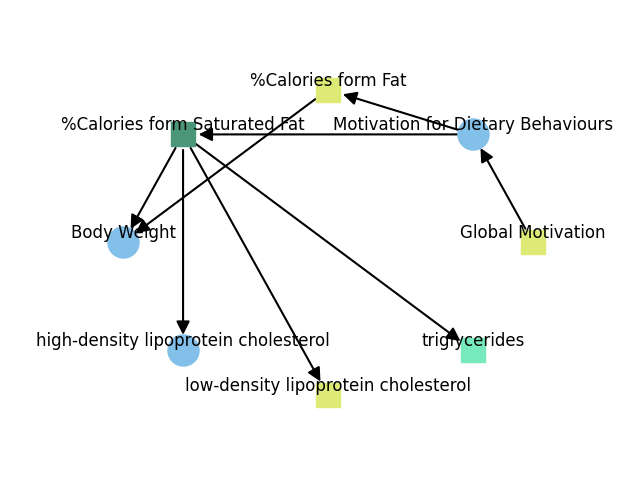 %Calories form Fat
%Calories form Saturated Fat
Motivation for Dietary Behaviours
Body Weight
Global Motivation
high-density lipoprotein cholesterol
triglycerides
low-density lipoprotein cholesterol